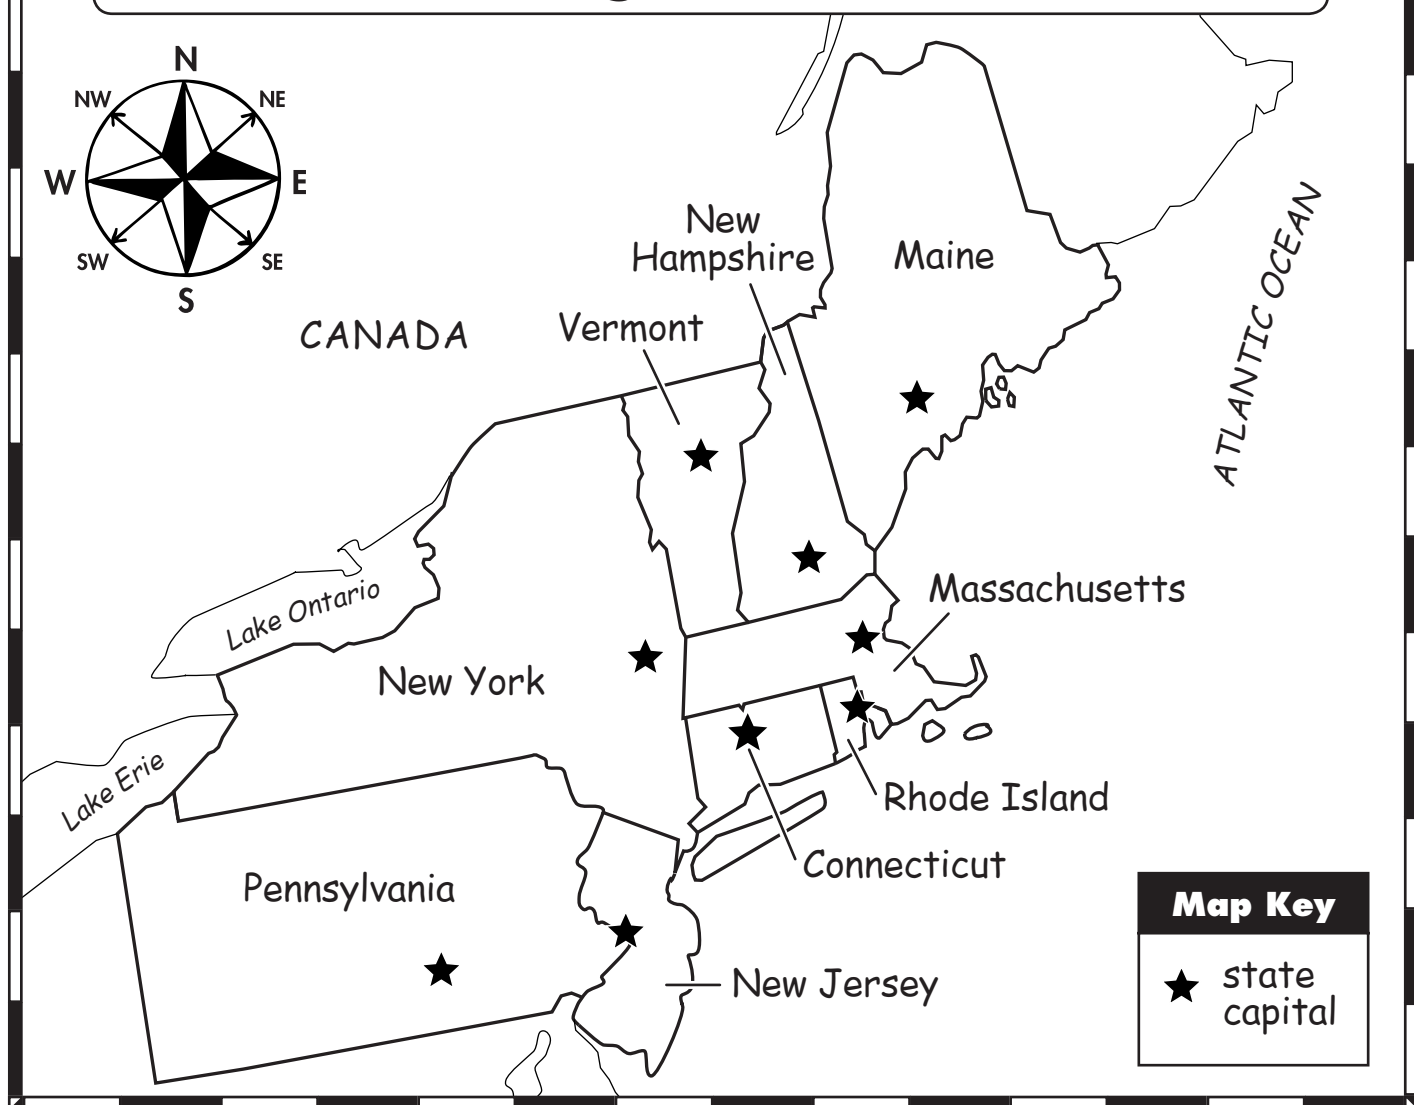 N
NW
NE
W
E
SW
SE
S
New
Hampshire
Maine
ATLANTIC OCEAN
CANADA
Vermont
Massachusetts
Lake Ontario
New York
Lake Erie
Rhode Island
Connecticut
Pennsylvania
New Jersey
Map Key
state
capital